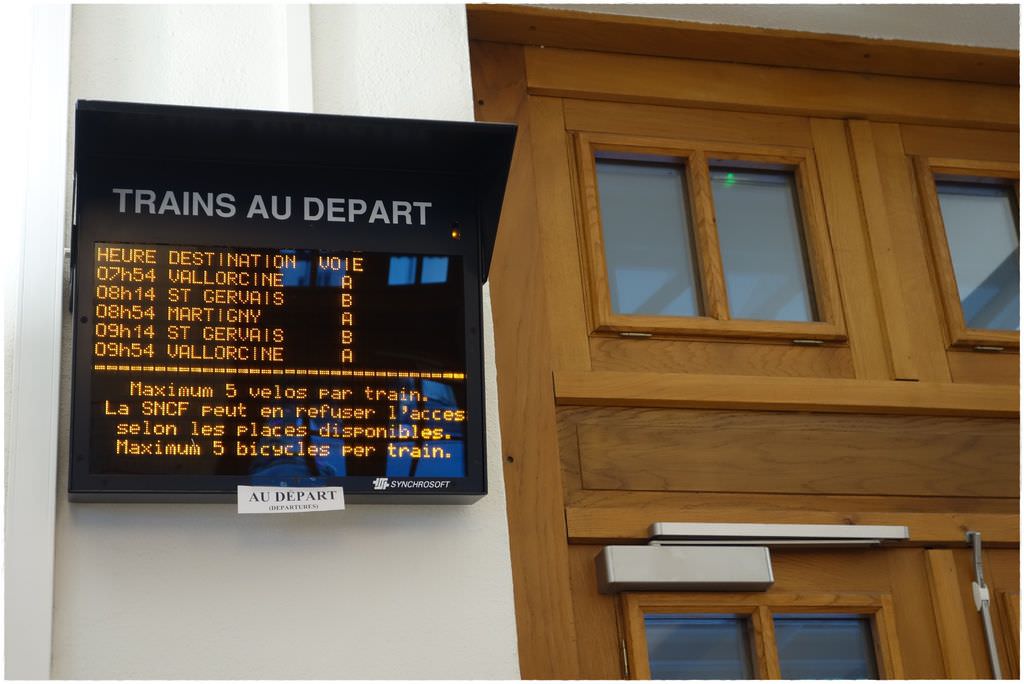 TRAINS AU DEPART
HEURE DESTINATION VOIE
07h54 VALLORCINE A
08h14 ST GERVAIS B
08h54 MARTIGNY A
09h14 ST GERVAIS B
09h54 VALLORCINE A
Maximum 5 velos par train.
La SNCF peut en refuser l'acces
selon les places disponibles.
Maximum 5 bicycles per train.
SYNCHROSOFT
AU DEPART
(DEPARTURES)